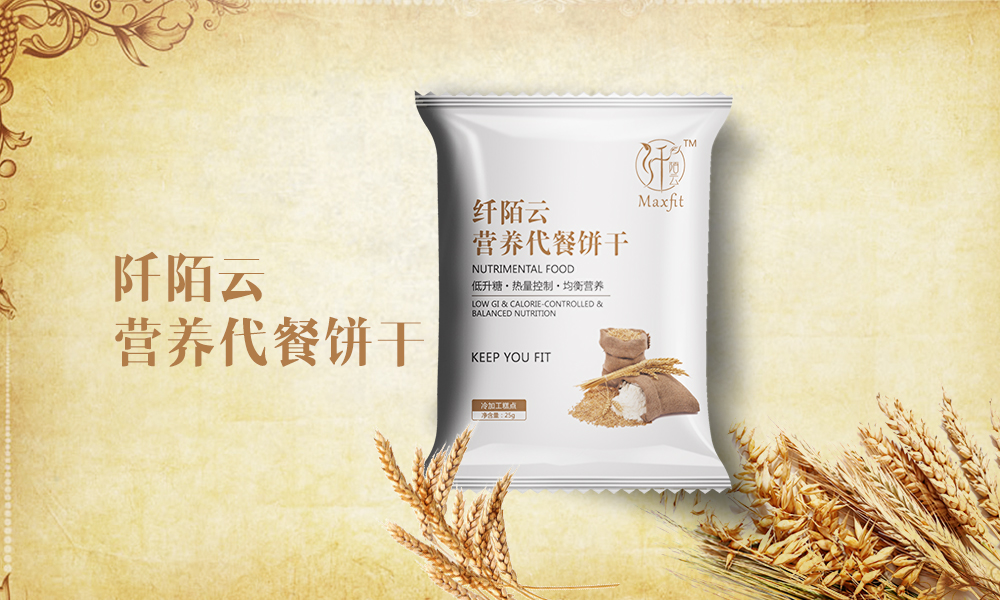 阡陌云
营养代餐饼干
纤陌云
TM
Maxfit
纤陌云
营养代餐饼干
NUTRIMENTAL FOOD
低升糖·热量控制·均衡营养
LOW GI & CALORIE-CONTROLLED &
BALANCED NUTRITION
KEEP YOU FIT
冷加工糕点
净含量:25g